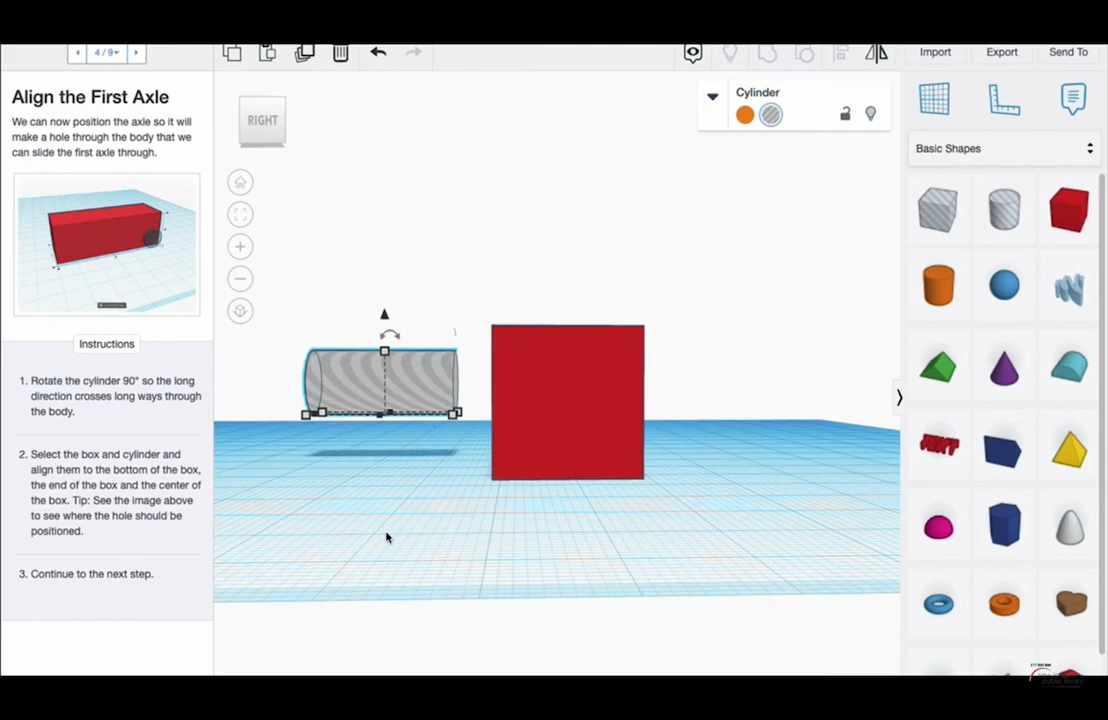 4/9
Import
Export
Send To
Align the First Axle
We can now position the axle so it will
make a hole through the body that we
can slide the first axle through.
RIGHT
Cylinder
Basic Shapes
Instructions
1. Rotate the cylinder 90° so the long
direction crosses long ways through
the body.
2. Select the box and cylinder and
align them to the bottom of the box,
the end of the box and the center of
the box. Tip: See the image above
to see where the hole should be
positioned.
3. Continue to the next step.
public library